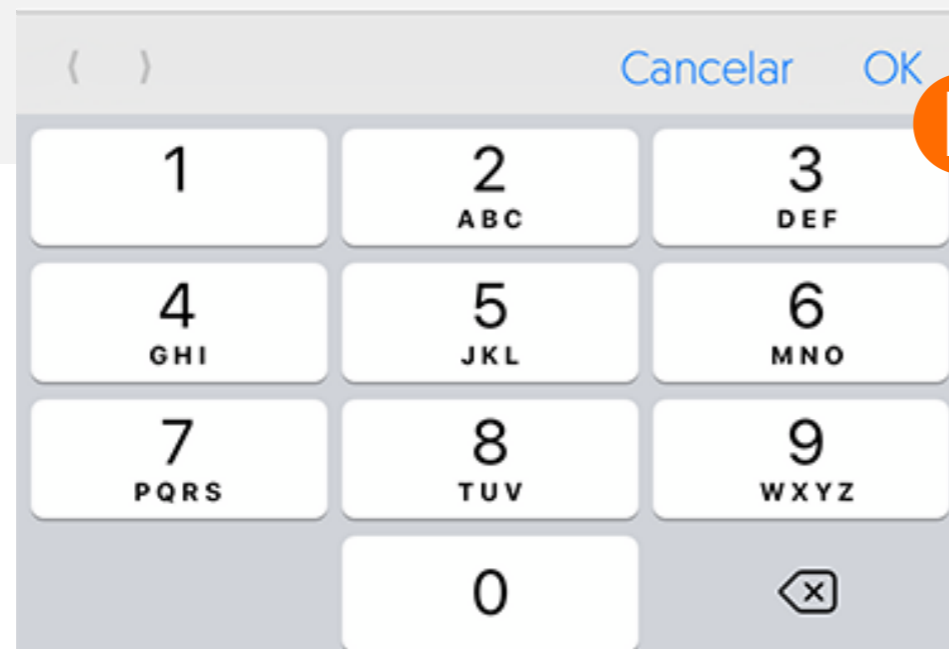 Cancelar OK
1 2 3
ABC DEF
4 5 6
GHI JKL MNO
7 8 9
PQRS TUV WXYZ
0